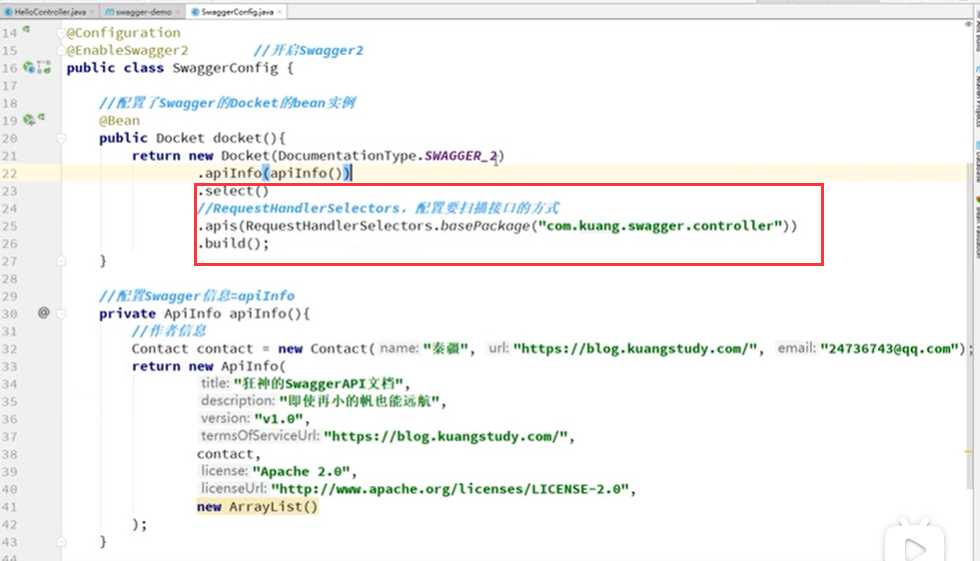 HelloController.java × swagger-demo × SwaggerConfig.java ×
14 @Configuration
15 @EnableSwagger2 //开启Swagger2
16 public class SwaggerConfig {
17
18 //配置了Swagger的Docket的bean实例
19 @Bean
20 public Docket docket(){
21 return new Docket(DocumentationType.SWAGGER_2)
22 .apiInfo(apiInfo())
23 .select()
24 //RequestHandlerSelectors，配置要扫描接口的方式
25 .apis(RequestHandlerSelectors.basePackage("com.kuang.swagger.controller"))
26 .build();
27 }
28
29 //配置Swagger信息=apiInfo
30 @ private ApiInfo apiInfo(){
31 //作者信息
32 Contact contact = new Contact( name: "秦疆", url: "https://blog.kuangstudy.com/", email: "24736743@qq.com");
33 return new ApiInfo(
34 title: "狂神的SwaggerAPI文档",
35 description: "即使再小的帆也能远航",
36 version: "v1.0",
37 termsOfServiceUrl: "https://blog.kuangstudy.com/",
38 contact,
39 license: "Apache 2.0",
40 licenseUrl: "http://www.apache.org/licenses/LICENSE-2.0",
41 new ArrayList()
42 );
43 }
44